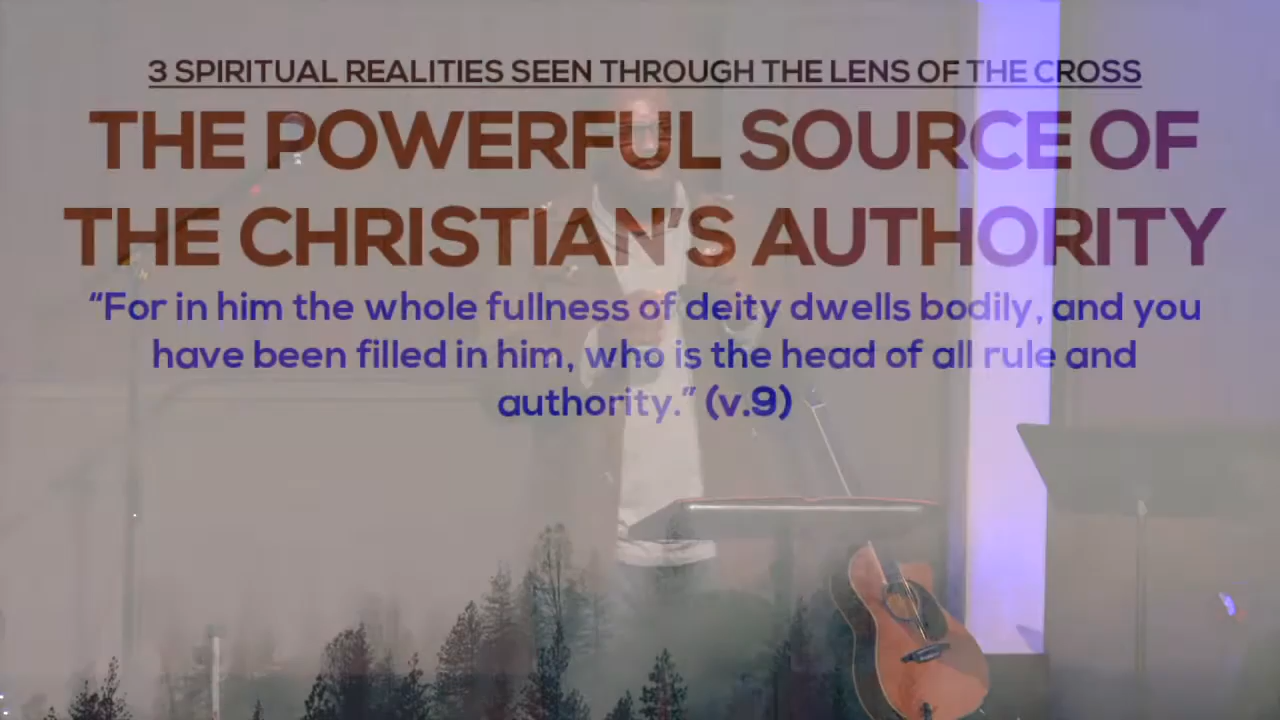 3 SPIRITUAL REALITIES SEEN THROUGH THE LENS OF THE CROSS
THE POWERFUL SOURCE OF
THE CHRISTIAN'S AUTHORITY
“For in him the whole fullness of deity dwells bodily, and you
have been filled in him, who is the head of all rule and
authority.” (v.9)